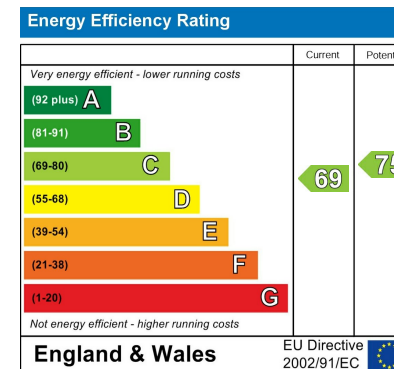 Energy Efficiency Rating
Current Potent
Very energy efficient - lower running costs
(92 plus) A
(81-91) B
(69-80) C
(55-68) D
(39-54) E
(21-38) F
(1-20) G
69
75
Not energy efficient - higher running costs
England & Wales
EU Directive
2002/91/EC